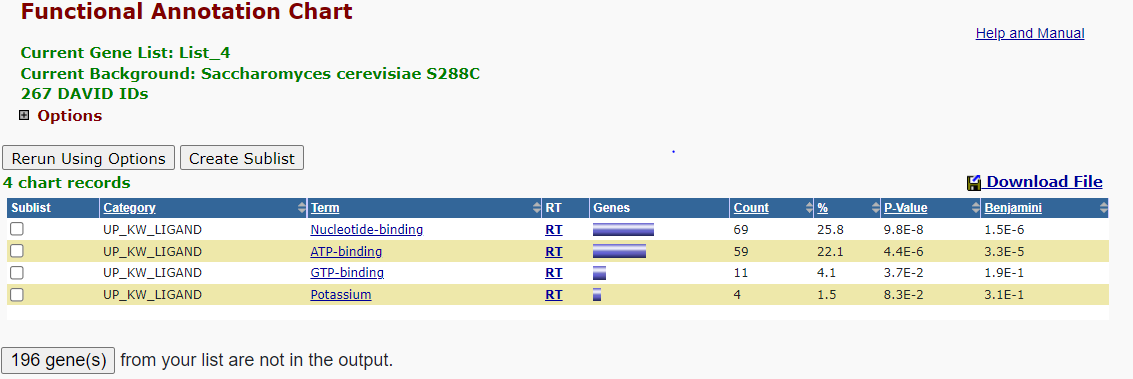 Functional Annotation Chart
Help and Manual
Current Gene List: List_4
Current Background: Saccharomyces cerevisiae S288C
267 DAVID IDs
Options
Rerun Using Options Create Sublist
4 chart records
Download File
Sublist Category Term RT Genes Count % P-Value Benjamini
UP_KW_LIGAND Nucleotide-binding RT 69 25.8 9.8E-8 1.5E-6
UP_KW_LIGAND ATP-binding RT 59 22.1 4.4E-6 3.3E-5
UP_KW_LIGAND GTP-binding RT 11 4.1 3.7E-2 1.9E-1
UP_KW_LIGAND Potassium RT 4 1.5 8.3E-2 3.1E-1
196 gene(s) from your list are not in the output.